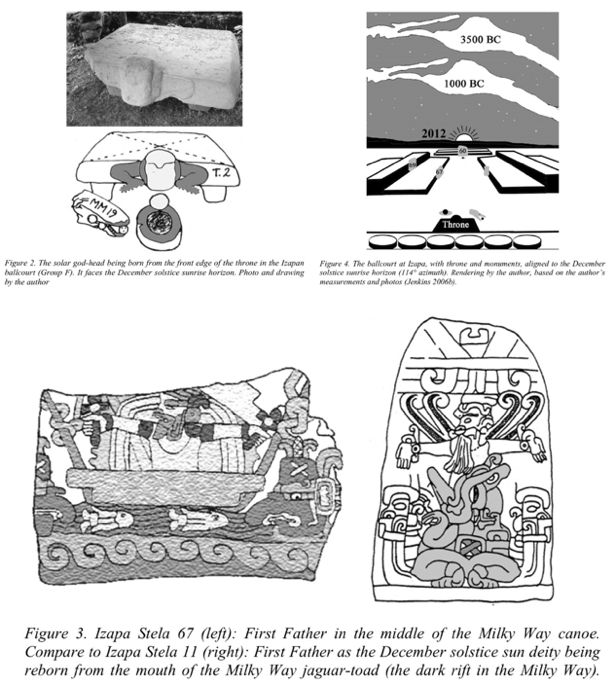 T.2
MM19
Figure 2. The solar god-head being born from the front edge of the throne in the Izapan
ballcourt (Group F). It faces the December solstice sunrise horizon. Photo and drawing
by the author
3500 BC
1000 BC
2012
60
Throne
Figure 4. The ballcourt at Izapa, with throne and monuments, aligned to the December
solstice sunrise horizon (114° azimuth). Rendering by the author, based on the author's
measurements and photos (Jenkins 2006b).
Figure 3. Izapa Stela 67 (left): First Father in the middle of the Milky Way canoe.
Compare to Izapa Stela 11 (right): First Father as the December solstice sun deity being
reborn from the mouth of the Milky Way jaguar-toad (the dark rift in the Milky Way).